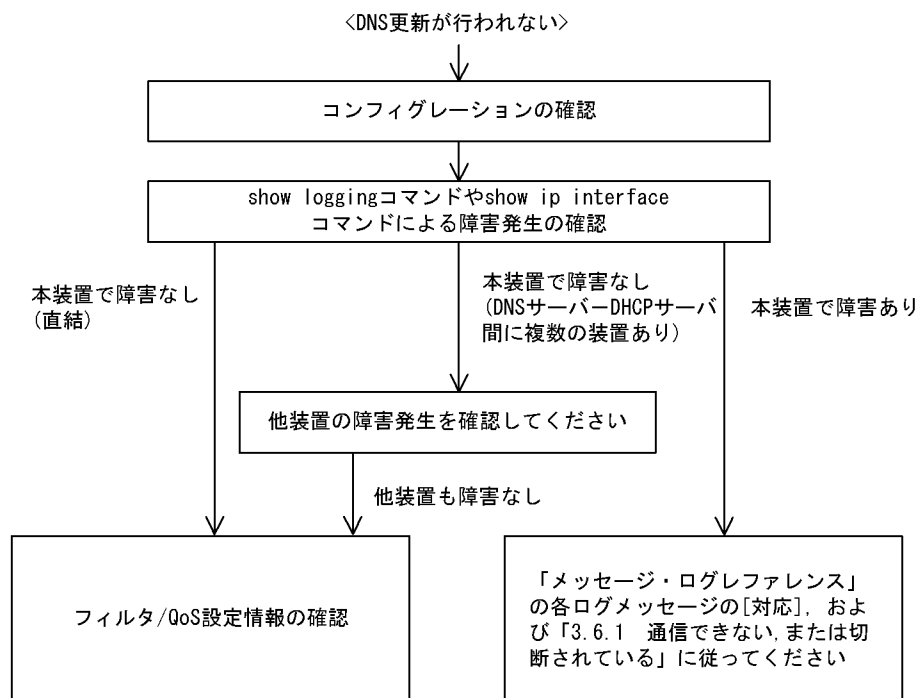 <DNS更新が行われない>
コンフィグレーションの確認
show loggingコマンドやshow ip interface
コマンドによる障害発生の確認
本装置で障害なし
(直結)
本装置で障害なし
(DNSサーバーDHCPサーバ
間に複数の装置あり)
本装置で障害あり
他装置の障害発生を確認してください
他装置も障害なし
フィルタ/QoS設定情報の確認
「メッセージ・ログレファレンス」
の各ログメッセージの[対応], およ
び「3.6.1 通信できない,または切
断されている」に従ってください